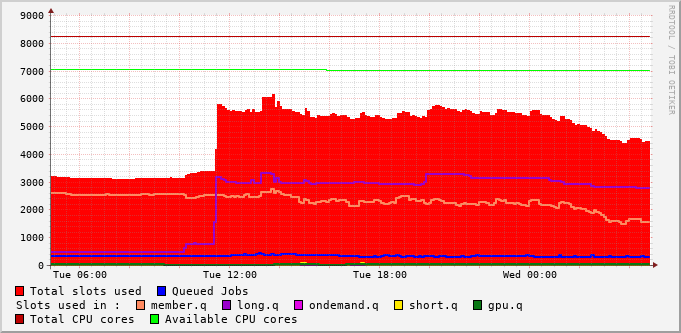 9000
8000
7000
6000
5000
4000
3000
2000
1000
0
Tue 06:00 Tue 12:00 Tue 18:00 Wed 00:00
Total slots used Queued Jobs
Slots used in : member.q long.q ondemand.q short.q gpu.q
Total CPU cores Available CPU cores
RRDTOOL / TOBI OETIKER